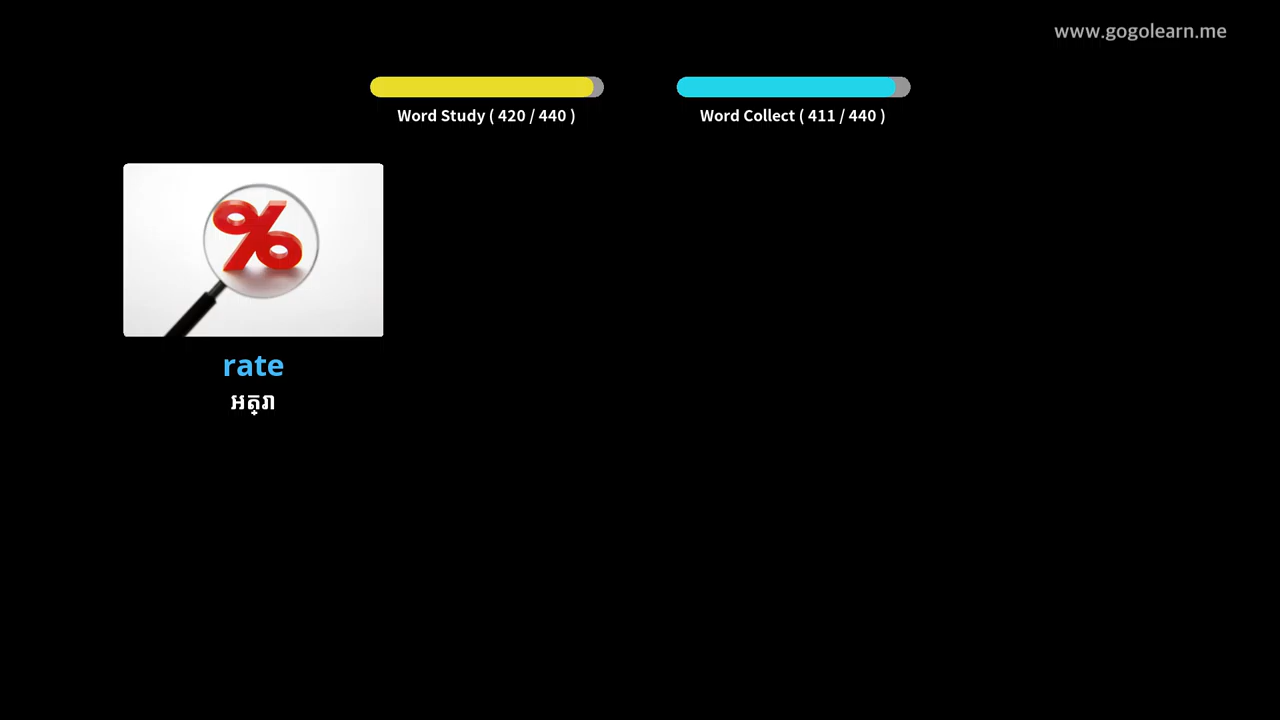 www.gogolearn.me
Word Study ( 420 / 440 )
Word Collect ( 411 / 440 )
%
rate
អត្រា